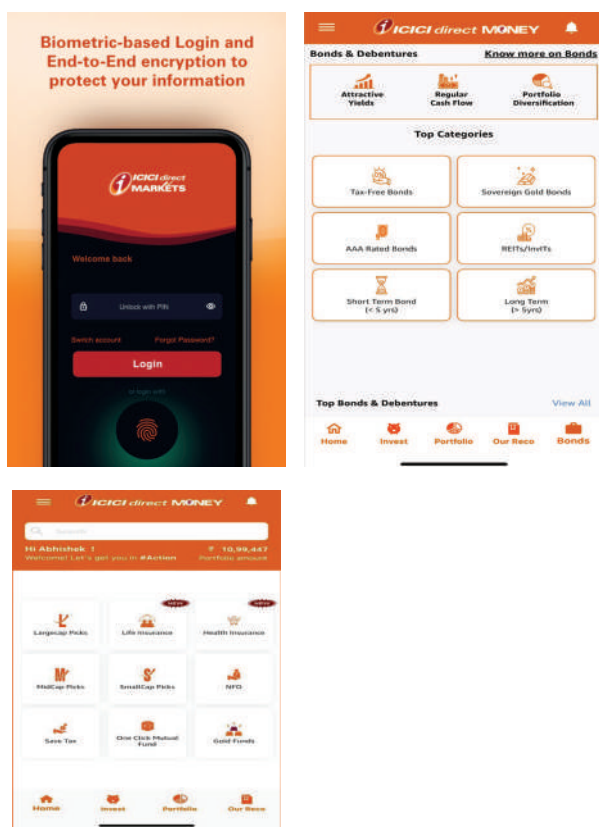 Biometric-based Login and
End-to-End encryption to
protect your information
ICICI direct
MARKETS
Welcome back
Unlock with PIN
Switch account Forgot Password?
Login
or login with
ICICI direct MONEY
Bonds & Debentures Know more on Bonds
Attractive
Yields
Regular
Cash Flow
Portfolio
Diversification
Top Categories
Tax-Free Bonds
Sovereign Gold Bonds
AAA Rated Bonds
REITs/InvITs
Short Term Bond
(< 5 yrs)
Long Term
(> 5yrs)
Top Bonds & Debentures View All
Home Invest Portfolio Our Reco Bonds
ICICI direct MONEY
Search
Hi Abhishek !
Welcome! Let's get you in #Action
₹ 10,99,447
Portfolio amount
NEW
NEW
Largecap Picks
Life Insurance
Health Insurance
MidCap Picks
SmallCap Picks
NFO
Save Tax
One Click Mutual
Fund
Gold Funds
Home Invest Portfolio Our Reco